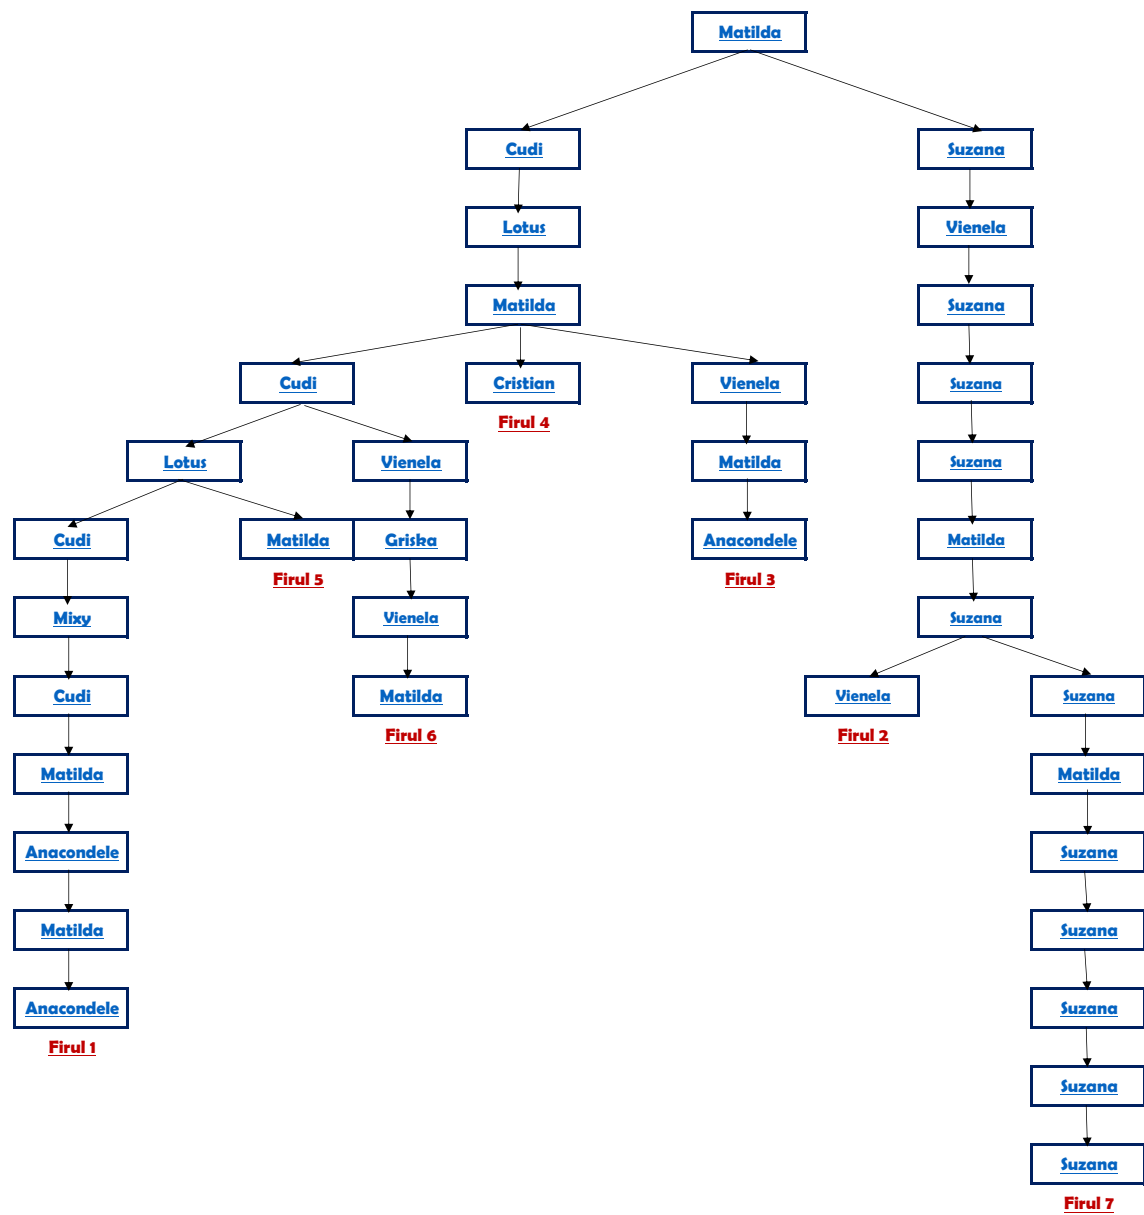 Matilda
Cudi Suzana
Lotus Vienela
Matilda Suzana
Cudi Cristian Vienela Suzana
Firul 4
Lotus Vienela Matilda Suzana
Cudi Matilda Griska Anacondele Matilda
Firul 5 Firul 3
Mixy Vienela Suzana
Cudi Matilda Vienela Suzana
Firul 6 Firul 2
Matilda Matilda
Anacondele Suzana
Matilda Suzana
Anacondele Suzana
Firul 1
Suzana
Suzana
Firul 7